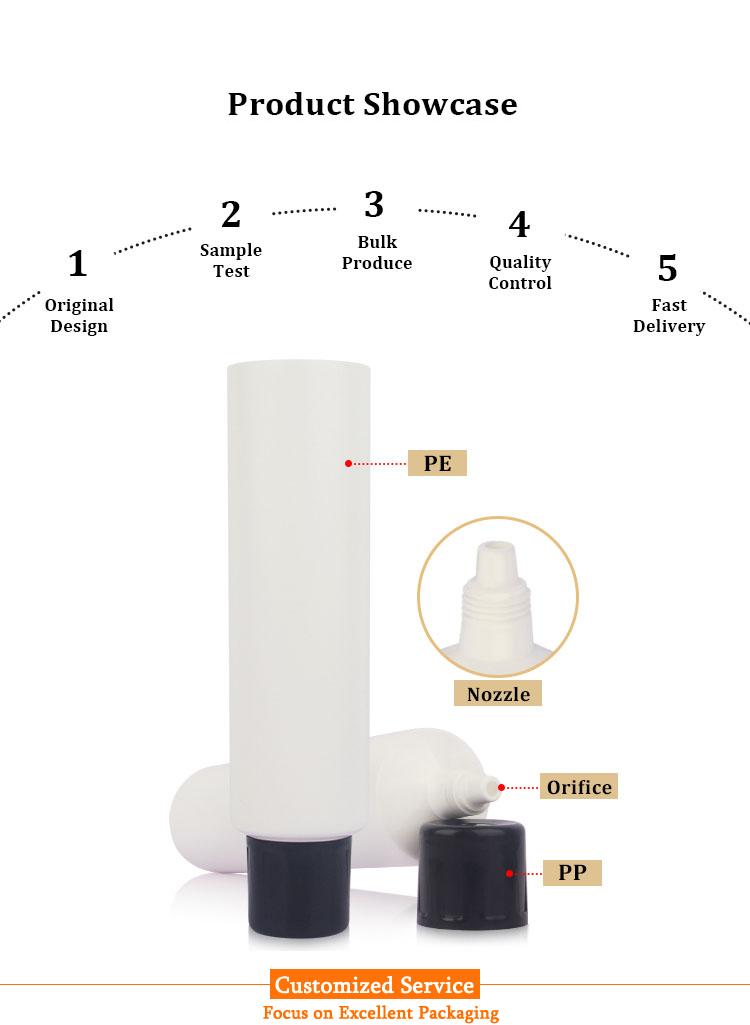 Product Showcase
1
Original
Design
2
Sample
Test
3
Bulk
Produce
4
Quality
Control
5
Fast
Delivery
PE
Nozzle
Orifice
PP
Customized Service
Focus on Excellent Packaging